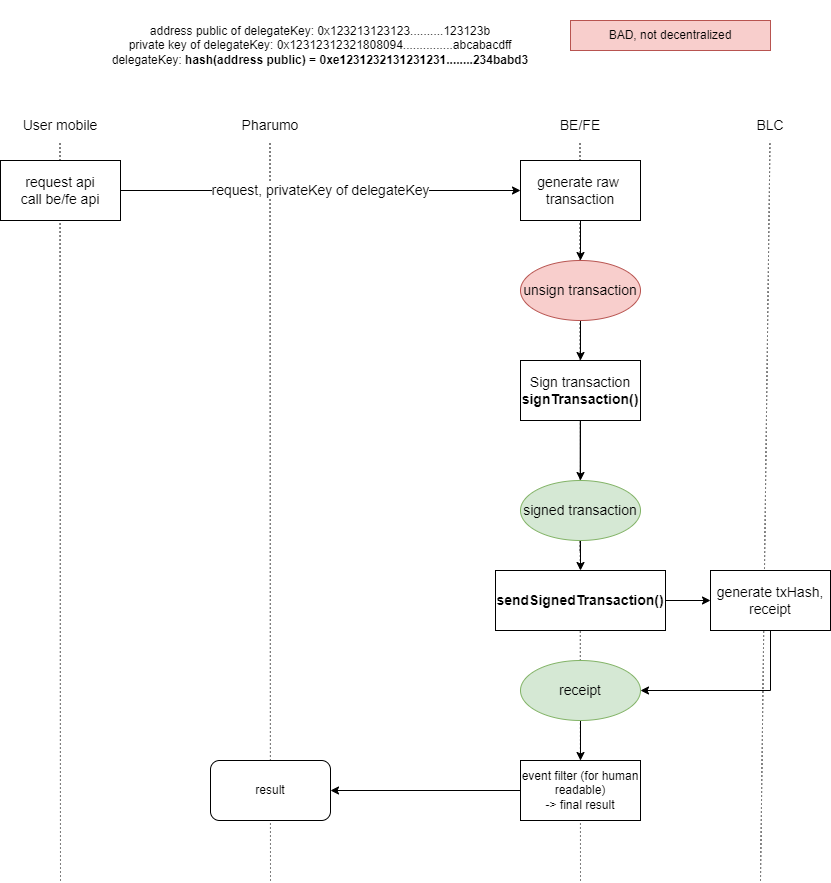 address public of delegateKey: 0x123213123123.........123123b
private key of delegateKey: 0x12312312321808094..............abcabacdff
delegateKey: hash(address public) = 0xe1231232131231231........234babd3
BAD, not decentralized
User mobile
Pharumo
BE/FE
BLC
request api
call be/fe api
request, privateKey of delegateKey
generate raw
transaction
unsign transaction
Sign transaction
signTransaction()
signed transaction
sendSignedTransaction()
generate txHash,
receipt
receipt
event filter (for human
readable)
-> final result
result